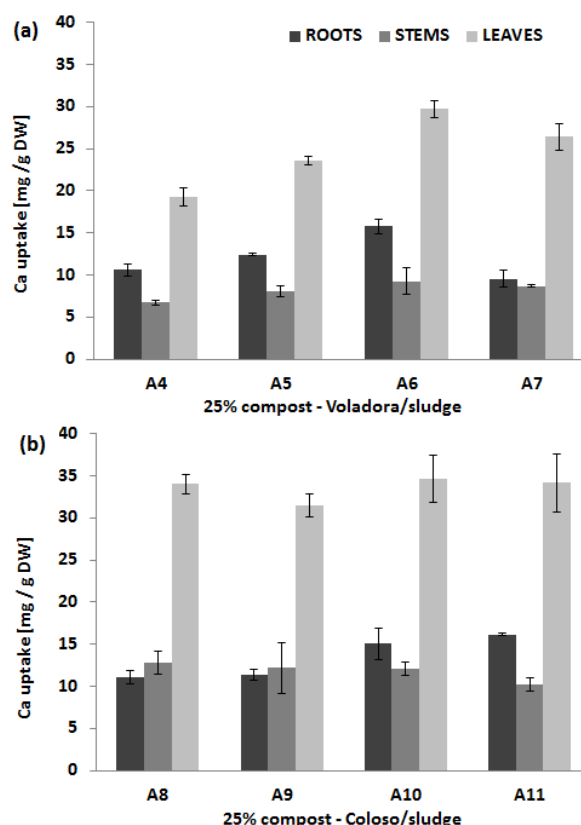 (a)
ROOTS STEMS LEAVES
40
35
30
25
20
15
10
5
0
Ca uptake [mg /g DW]
A4 A5 A6 A7
25% compost - Voladora/sludge
(b)
40
35
30
25
20
15
10
5
0
Ca uptake [mg / g DW]
A8 A9 A10 A11
25% compost - Coloso/sludge